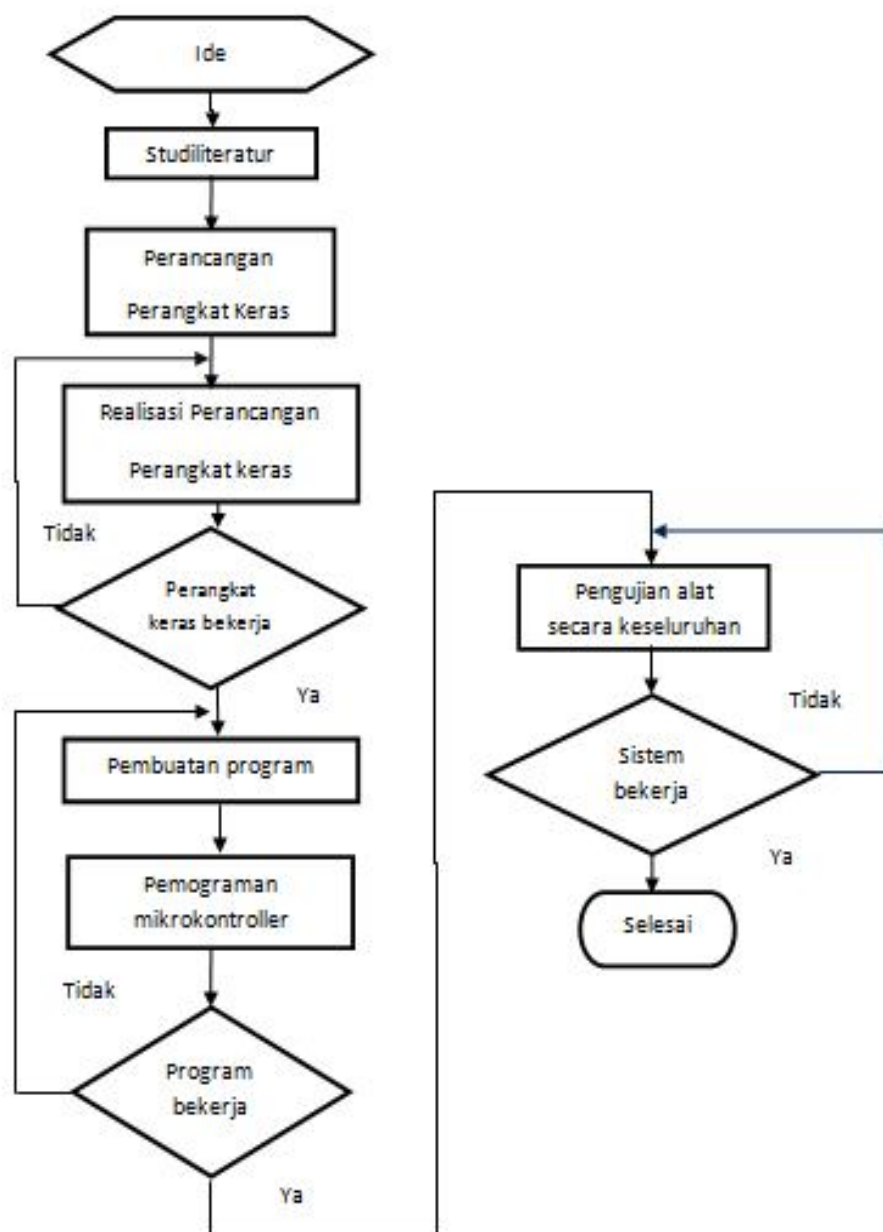 Ide
Studiliteratur
Perancangan
Perangkat Keras
Realisasi Perancangan
Perangkat keras
Tidak
Perangkat
keras bekerja
Ya
Pembuatan program
Pemograman
mikrokontroller
Tidak
Program
bekerja
Ya
Pengujian alat
secara keseluruhan
Tidak
Sistem
bekerja
Ya
Selesai